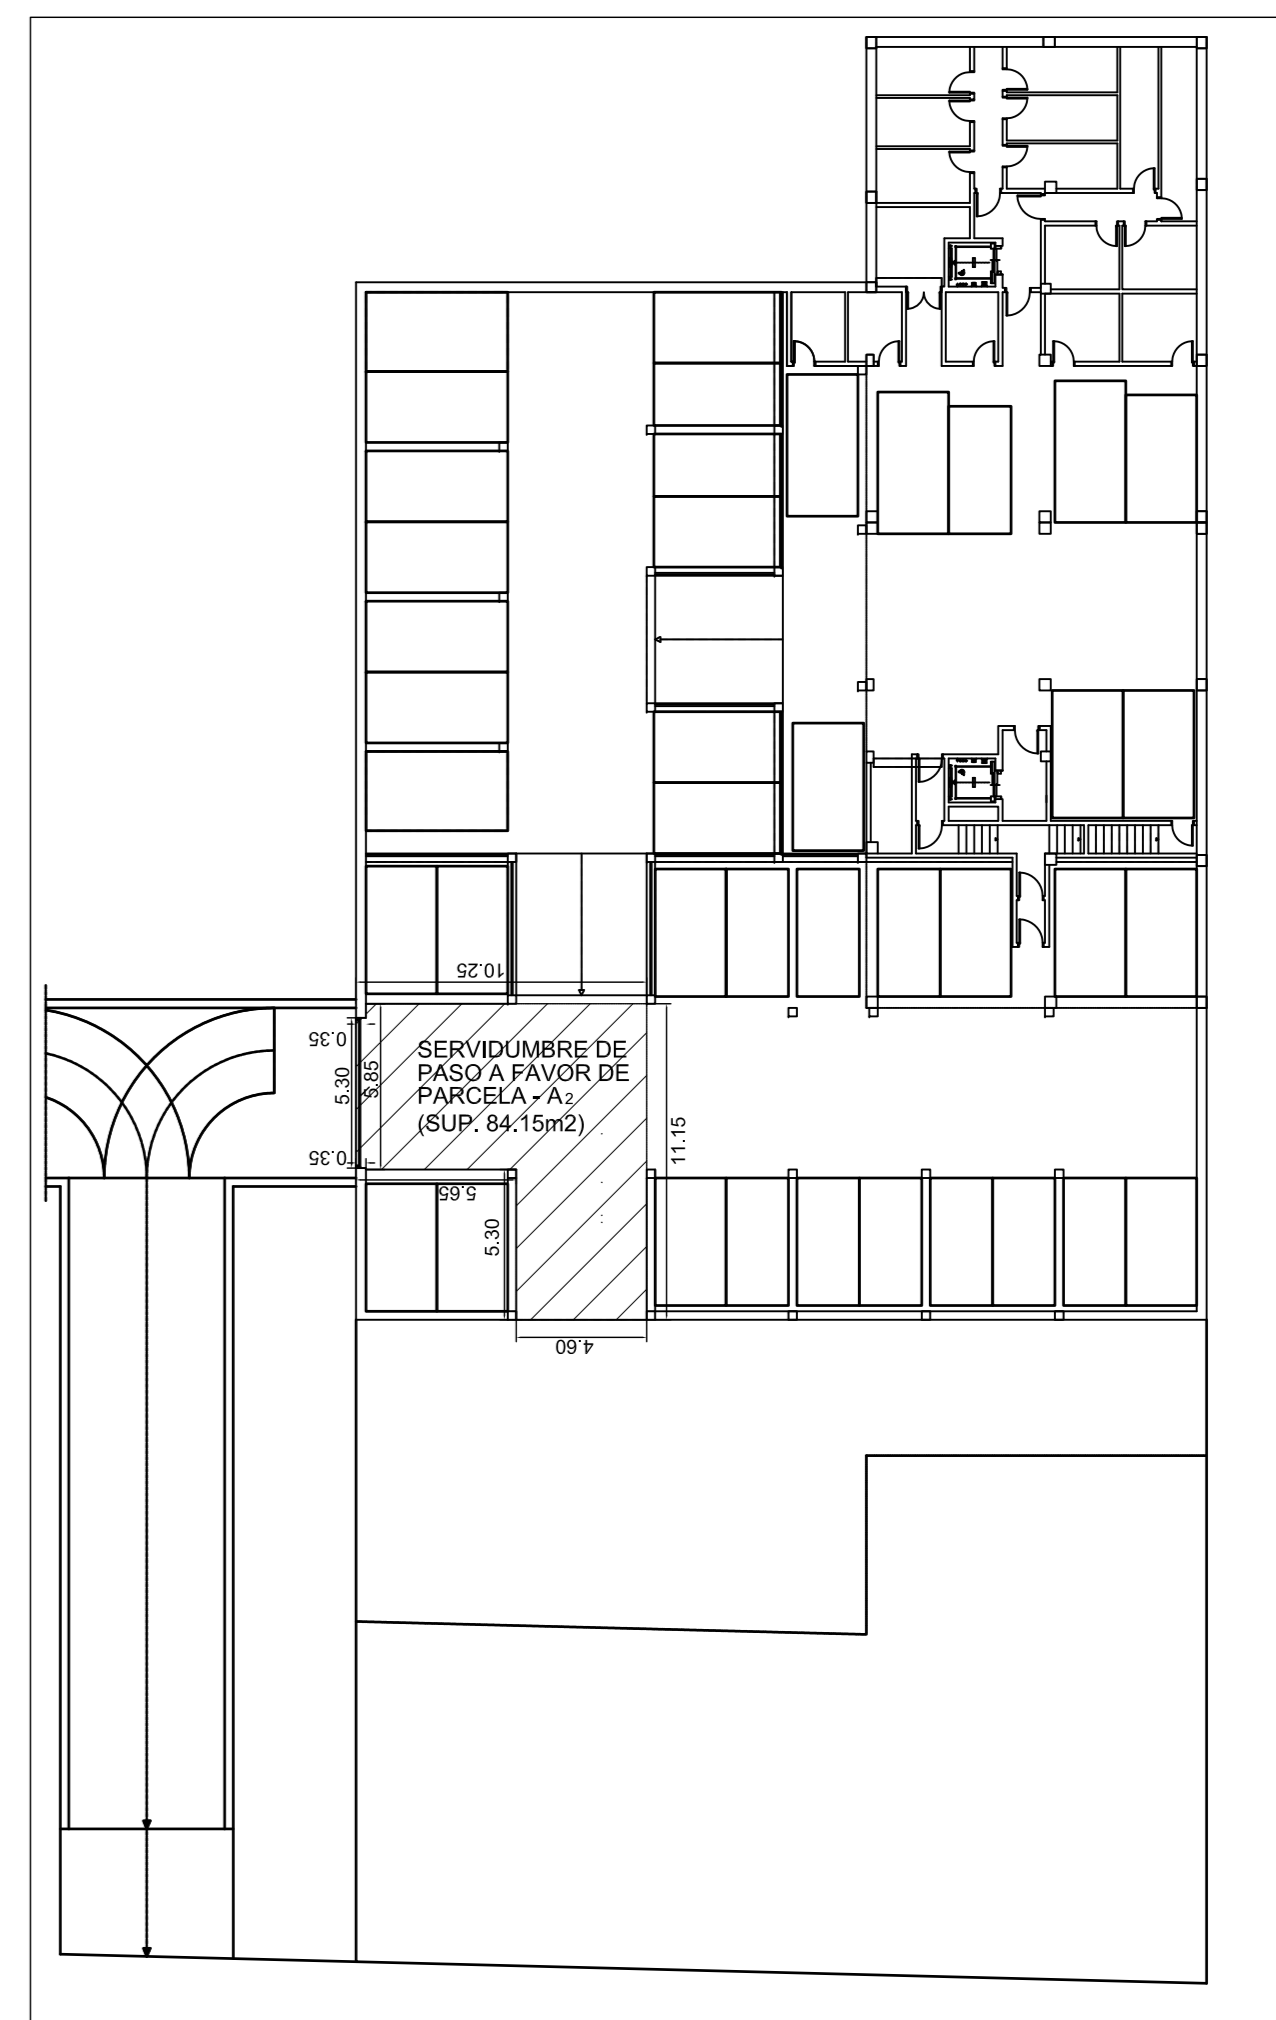 10.25
0.35
5.30
5.85
0.35
SERVIDUMBRE DE
PASO A FAVOR DE
PARCELA - A2
(SUP. 84.15m2)
11.15
5.65
5.30
4.60